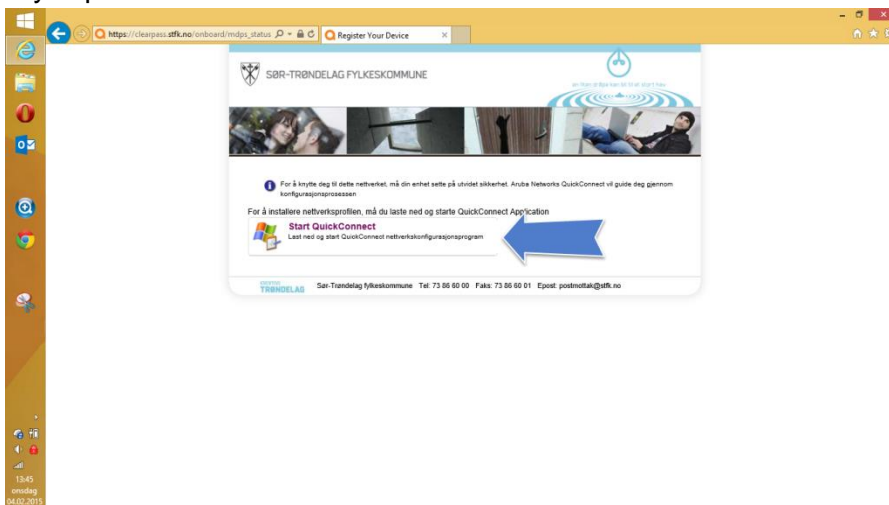 https://clearpass.stfk.no/onboard/mdps_status
Register Your Device
SØR-TRØNDELAG FYLKESKOMMUNE
For å knytte deg til dette nettverket, må din enhet sette på utvidet sikkerhet. Aruba Networks QuickConnect vil guide deg gjennom
konfigurasjonsprosessen
For å installere nettverksprofilen, må du laste ned og starte QuickConnect Application
Start QuickConnect
Last ned og start QuickConnect nettverkskonfigurasjonsprogram
TRØNDELAG
Sør-Trøndelag fylkeskommune Tel: 73 86 60 00 Faks: 73 86 60 01 Epost: postmottak@stfk.no
13:45
onsdag
04.02.2015